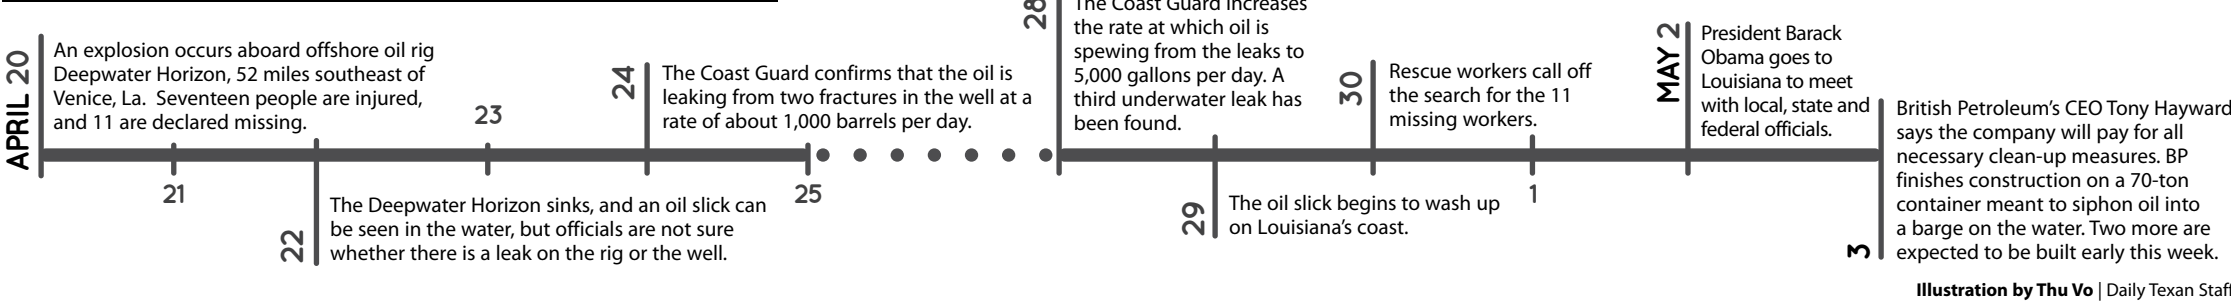 APRIL 20
An explosion occurs aboard offshore oil rig
Deepwater Horizon, 52 miles southeast of
Venice, La.  Seventeen people are injured,
and 11 are declared missing.
21
22
The Deepwater Horizon sinks, and an oil slick can
be seen in the water, but officials are not sure
whether there is a leak on the rig or the well.
23
24
The Coast Guard confirms that the oil is
leaking from two fractures in the well at a
rate of about 1,000 barrels per day.
25
28
The Coast Guard increases
the rate at which oil is
spewing from the leaks to
5,000 gallons per day. A
third underwater leak has
been found.
29
The oil slick begins to wash up
on Louisiana's coast.
30
Rescue workers call off
the search for the 11
missing workers.
1
MAY 2
President Barack
Obama goes to
Louisiana to meet
with local, state and
federal officials.
3
British Petroleum's CEO Tony Hayward
says the company will pay for all
necessary clean-up measures. BP
finishes construction on a 70-ton
container meant to siphon oil into
a barge on the water. Two more are
expected to be built early this week.
Illustration by Thu Vo | Daily Texan Staff